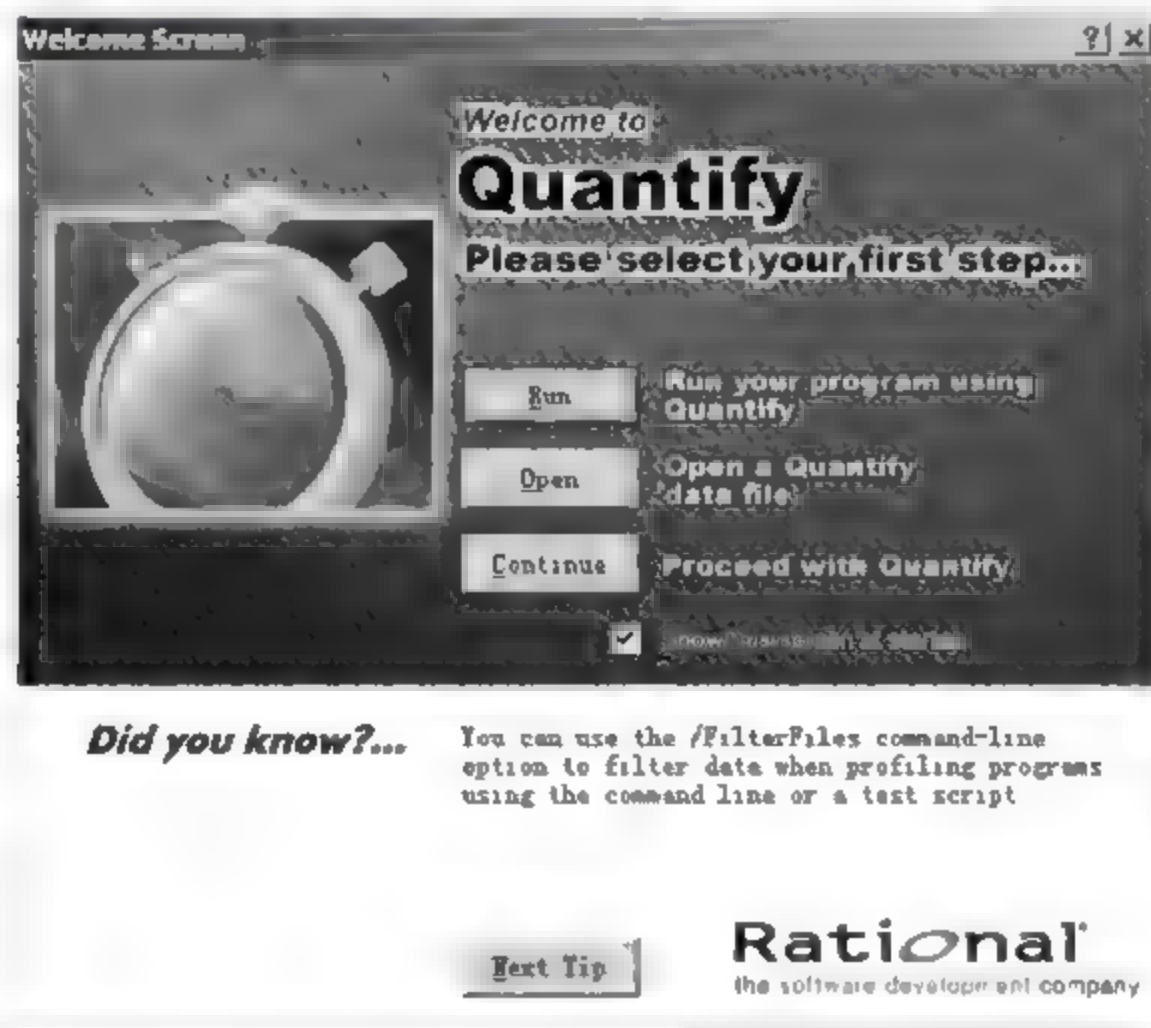 Welcome Screen
Welcome to
Quantify
Please select your first step...
Run
Run your program using
Quantify
Open
Open a Quantify
data file
Continue
Proceed with Quantify
Did you know?...
You can use the /FilterFiles command-line
option to filter data when profiling programs
using the command line or a test script
Next Tip
Rational
the software development company